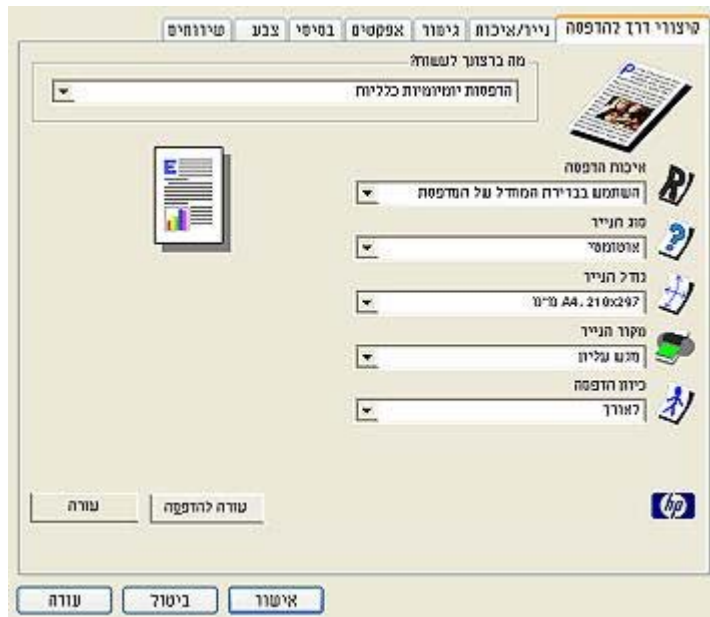 קיצורי דרך להדפסה נייר/איכות גימור אפקטים בסיסי צבע שירותים
מה ברצונך לעשות?
הדפסות יומיומיות כלליות
איכות הדפסה
השתמש בברירת המחדל של המדפסת
סוג הנייר
אוטומטי
גודל הנייר
A4, 210x297 מ״מ
מקור הנייר
מגש עליון
כיוון הדפסה
לאורך
עזרה להדפסה עזרה
hp
אישור ביטול עזרה